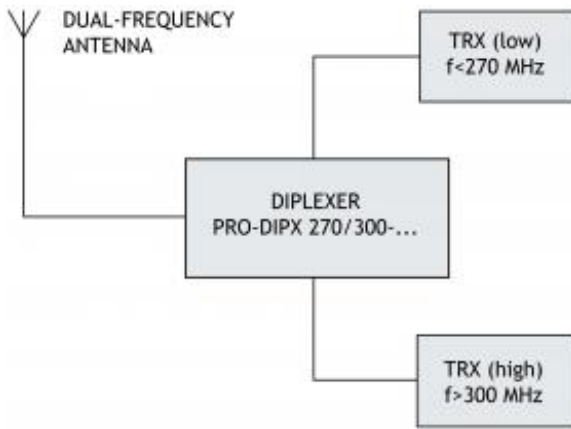 DUAL-FREQUENCY
ANTENNA
TRX (low)
f<270 MHz
DIPLEXER
PRO-DIPX 270/300-...
TRX (high)
f>300 MHz